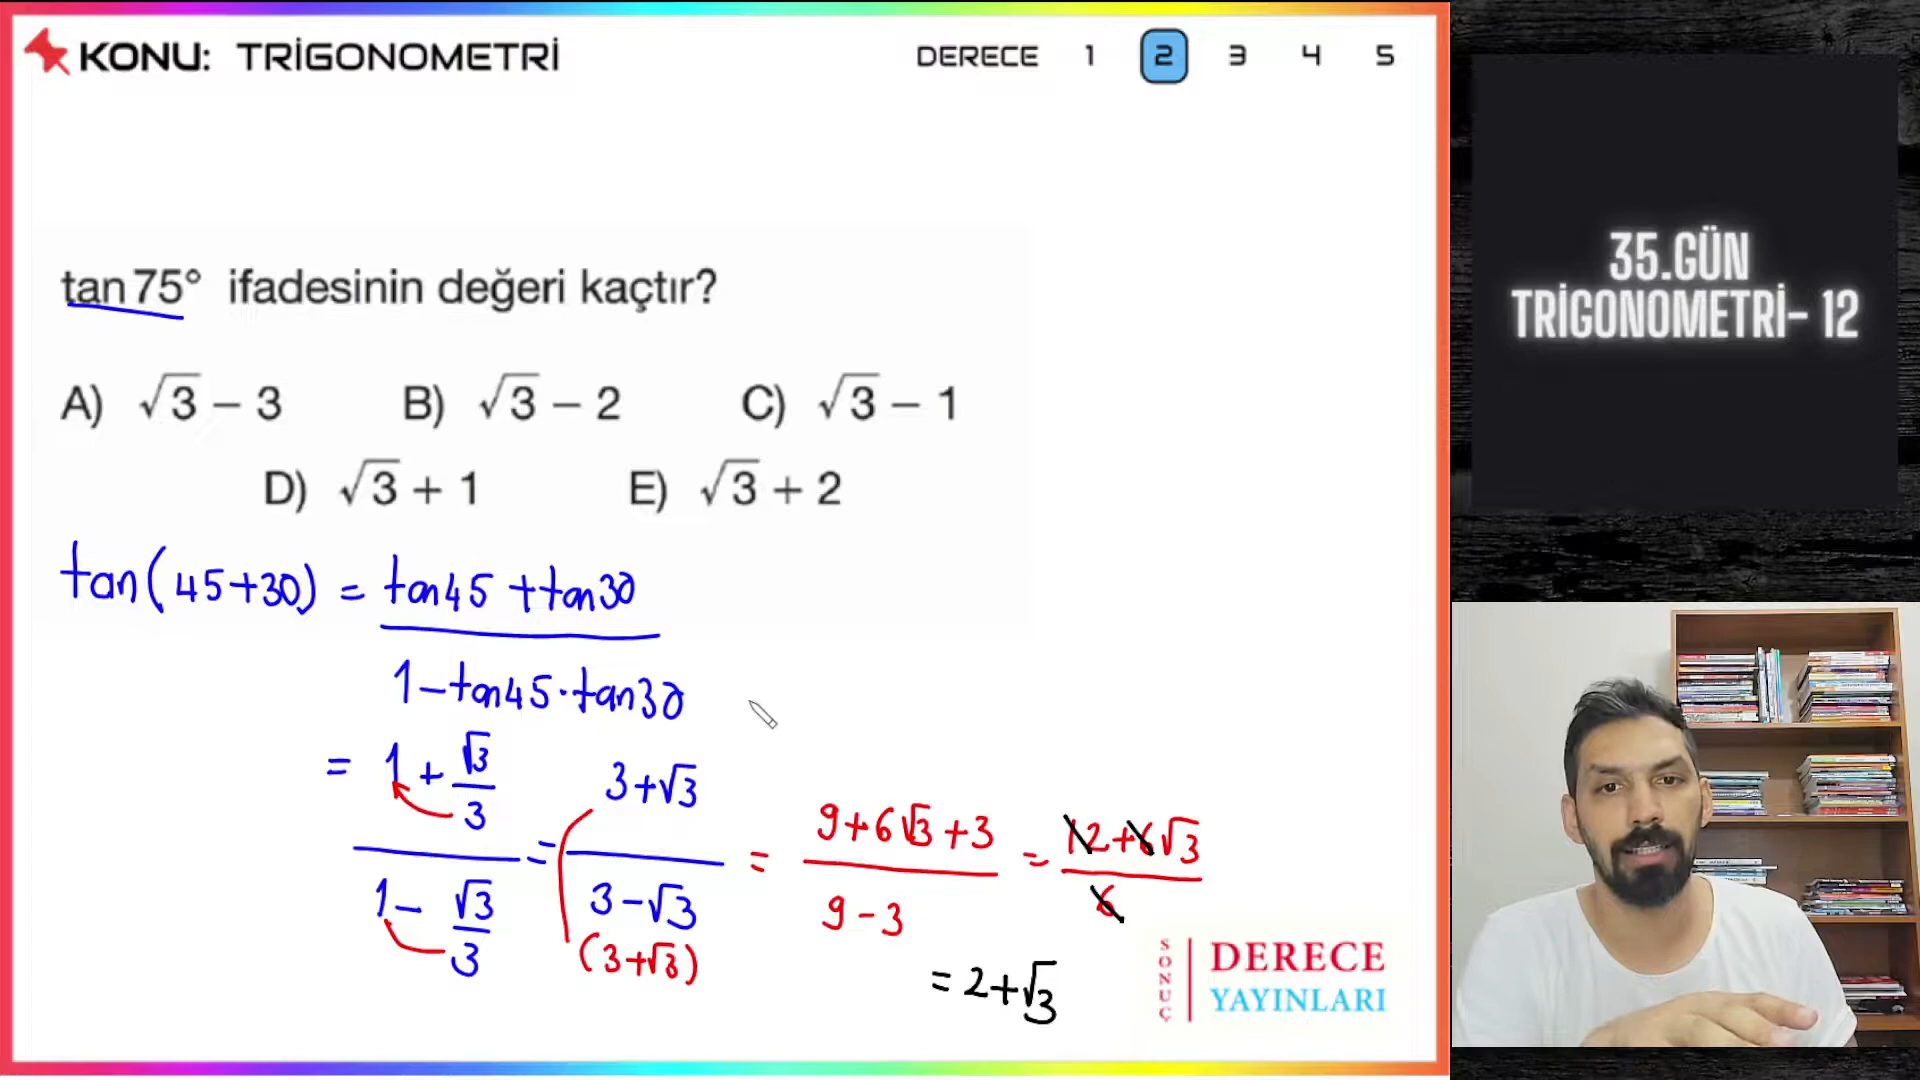 KONU: TRİGONOMETRİ
DERECE 1 2 3 4 5
tan 75° ifadesinin değeri kaçtır?
A) √3 – 3 B) √3 – 2 C) √3 – 1
D) √3 + 1 E) √3 + 2
tan(45+30) = tan45 + tan30
1 – tan45 · tan30
= 1 + √3/3
1 – √3/3
= 3+√3
3–√3
(3+√3)
= 9+6√3+3
9–3
= 12+6√3
6
= 2+√3
SONUÇ
DERECE
YAYINLARI
35.GÜN
TRİGONOMETRİ- 12